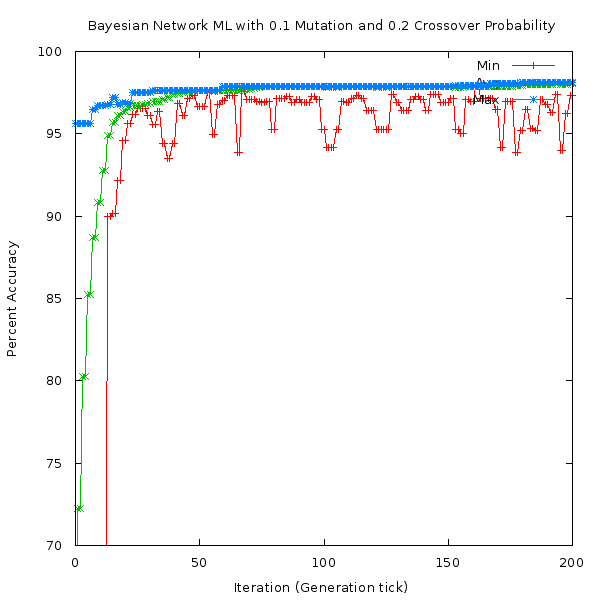 Bayesian Network ML with 0.1 Mutation and 0.2 Crossover Probability
100
95
90
85
80
75
70
Percent Accuracy
Min
Max
0
50
100
150
200
Iteration (Generation tick)